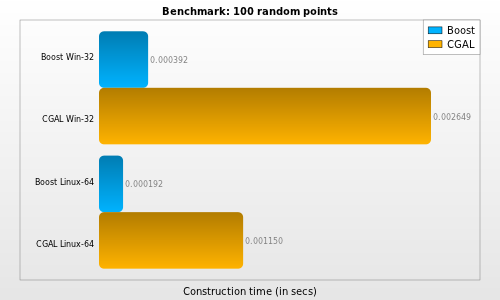 Benchmark: 100 random points
Boost
CGAL
Boost Win-32
0.000392
CGAL Win-32
0.002649
Boost Linux-64
0.000192
CGAL Linux-64
0.001150
Construction time (in secs)